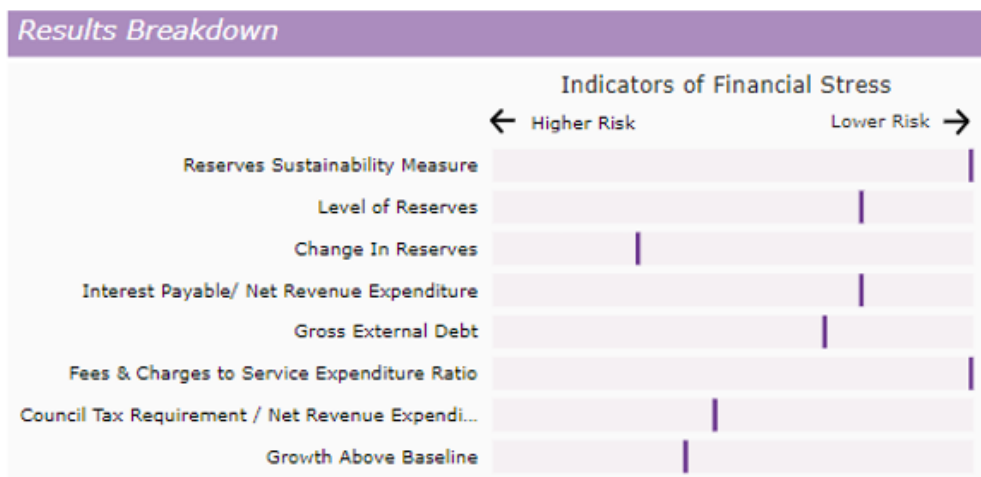 Results Breakdown
Indicators of Financial Stress
← Higher Risk Lower Risk →
Reserves Sustainability Measure
Level of Reserves
Change In Reserves
Interest Payable/ Net Revenue Expenditure
Gross External Debt
Fees & Charges to Service Expenditure Ratio
Council Tax Requirement / Net Revenue Expendi...
Growth Above Baseline